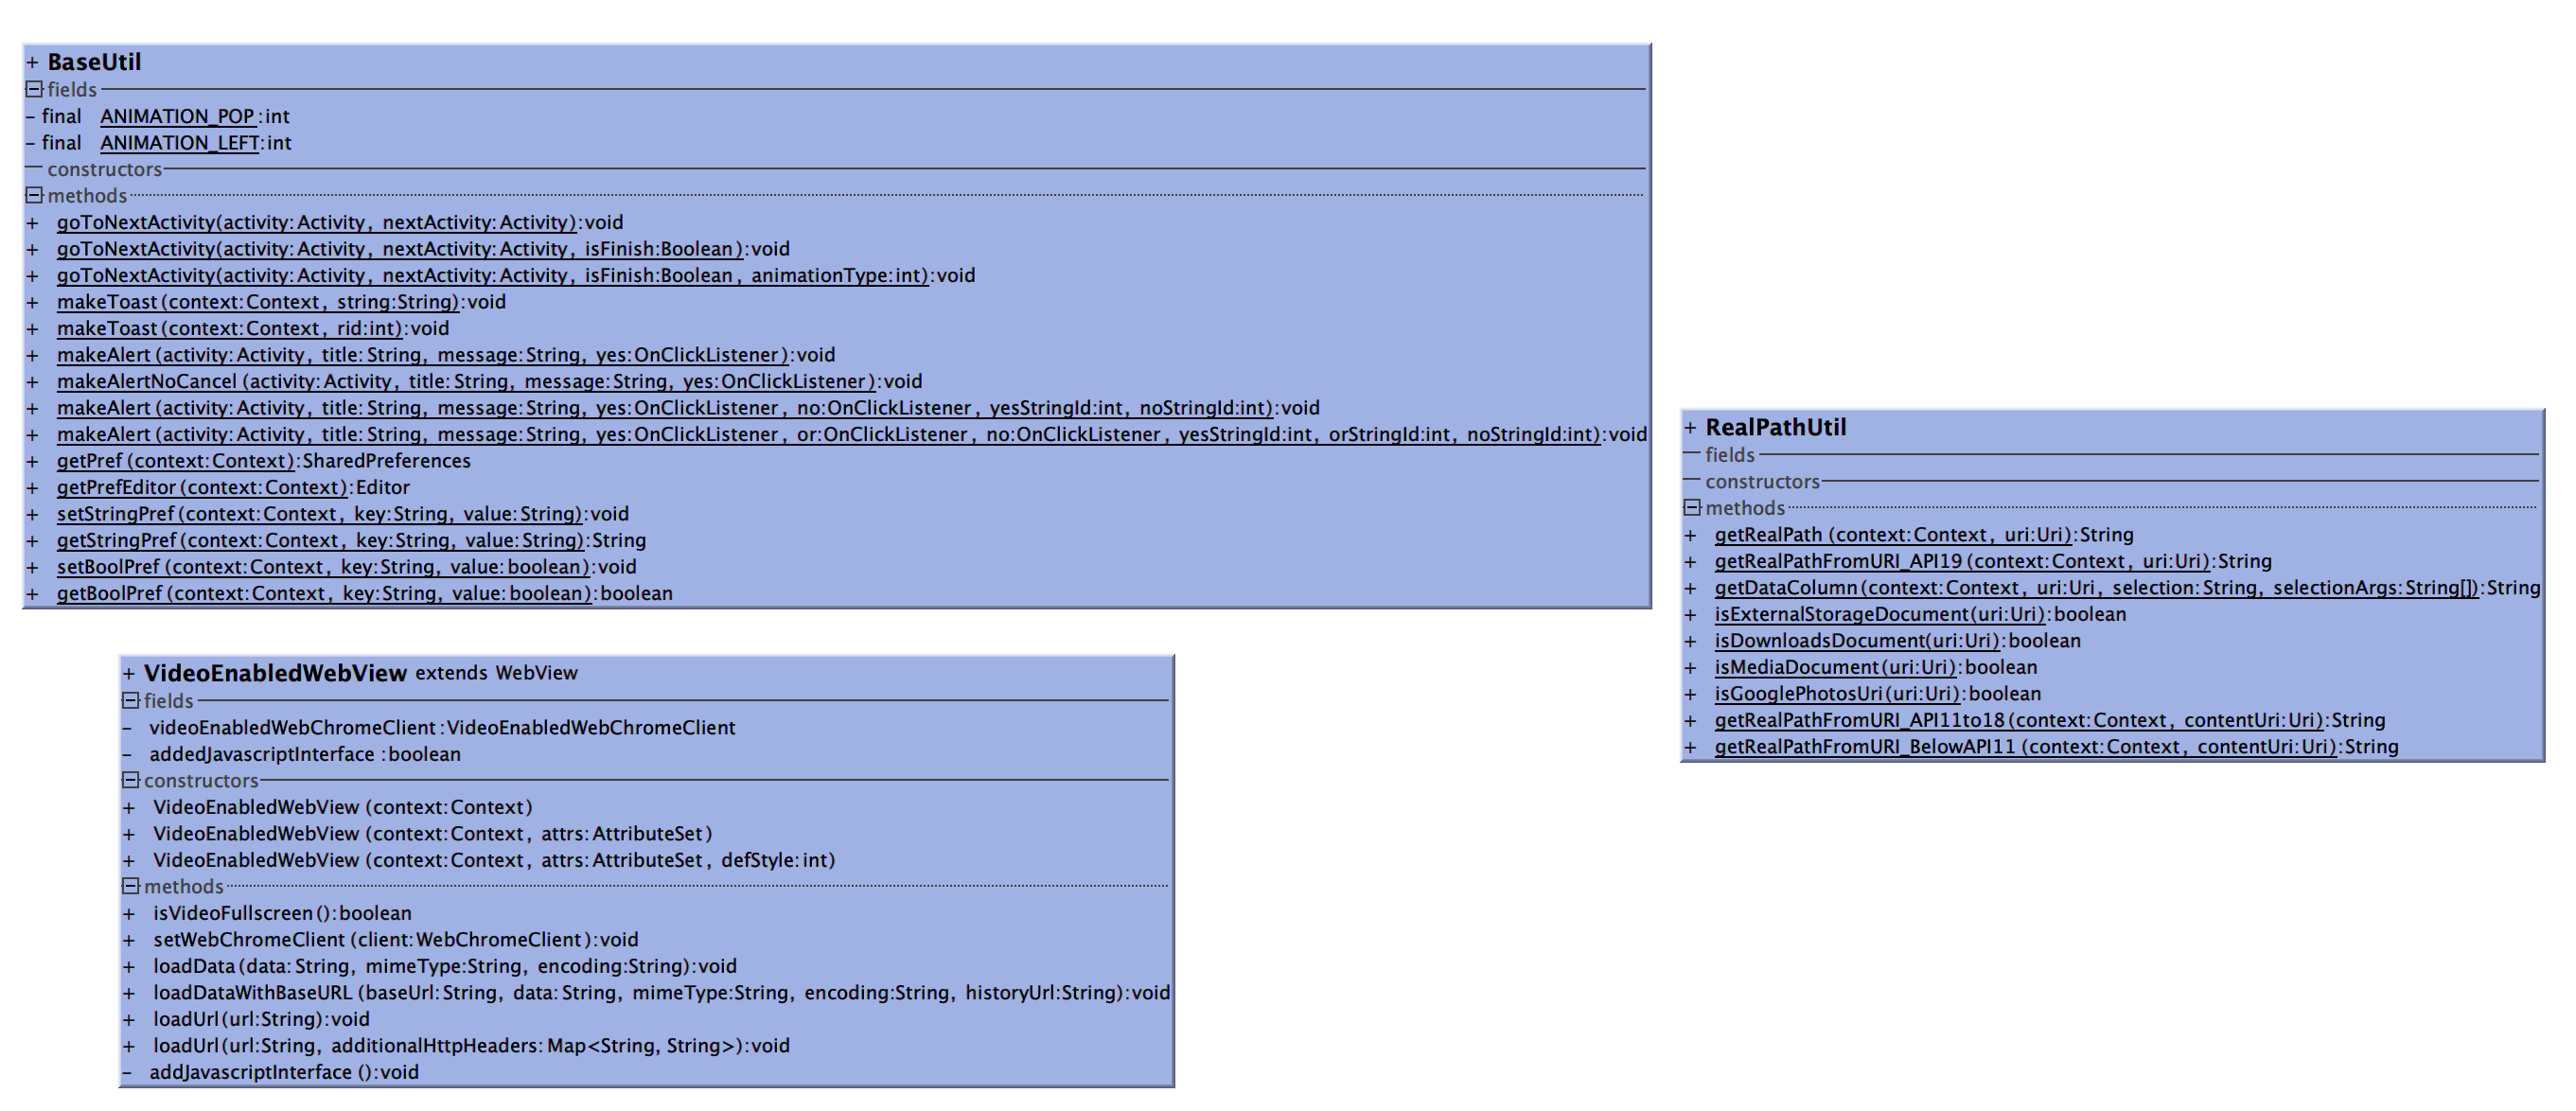 + BaseUtil
fields
- final ANIMATION_POP:int
- final ANIMATION_LEFT:int
constructors
methods
+ goToNextActivity(activity:Activity, nextActivity:Activity):void
+ goToNextActivity(activity:Activity, nextActivity:Activity, isFinish:Boolean):void
+ goToNextActivity(activity:Activity, nextActivity:Activity, isFinish:Boolean, animationType:int):void
+ makeToast(context:Context, string:String):void
+ makeToast(context:Context, rid:int):void
+ makeAlert(activity:Activity, title:String, message:String, yes:OnClickListener):void
+ makeAlertNoCancel(activity:Activity, title:String, message:String, yes:OnClickListener):void
+ makeAlert(activity:Activity, title:String, message:String, yes:OnClickListener, no:OnClickListener, yesStringId:int, noStringId:int):void
+ makeAlert(activity:Activity, title:String, message:String, yes:OnClickListener, or:OnClickListener, no:OnClickListener, yesStringId:int, orStringId:int, noStringId:int):void
+ getPref(context:Context):SharedPreferences
+ getPrefEditor(context:Context):Editor
+ setStringPref(context:Context, key:String, value:String):void
+ getStringPref(context:Context, key:String, value:String):String
+ setBoolPref(context:Context, key:String, value:boolean):void
+ getBoolPref(context:Context, key:String, value:boolean):boolean
+ RealPathUtil
fields
constructors
methods
+ getRealPath(context:Context, uri:Uri):String
+ getRealPathFromURI_API19(context:Context, uri:Uri):String
+ getDataColumn(context:Context, uri:Uri, selection:String, selectionArgs:String[]):String
+ isExternalStorageDocument(uri:Uri):boolean
+ isDownloadsDocument(uri:Uri):boolean
+ isMediaDocument(uri:Uri):boolean
+ isGooglePhotosUri(uri:Uri):boolean
+ getRealPathFromURI_API11to18(context:Context, contentUri:Uri):String
+ getRealPathFromURI_BelowAPI11(context:Context, contentUri:Uri):String
+ VideoEnabledWebView extends WebView
fields
- videoEnabledWebChromeClient:VideoEnabledWebChromeClient
- addedJavascriptInterface:boolean
constructors
+ VideoEnabledWebView(context:Context)
+ VideoEnabledWebView(context:Context, attrs:AttributeSet)
+ VideoEnabledWebView(context:Context, attrs:AttributeSet, defStyle:int)
methods
+ isVideoFullscreen():boolean
+ setWebChromeClient(client:WebChromeClient):void
+ loadData(data:String, mimeType:String, encoding:String):void
+ loadDataWithBaseURL(baseUrl:String, data:String, mimeType:String, encoding:String, historyUrl:String):void
+ loadUrl(url:String):void
+ loadUrl(url:String, additionalHttpHeaders:Map<String, String>):void
- addJavascriptInterface():void